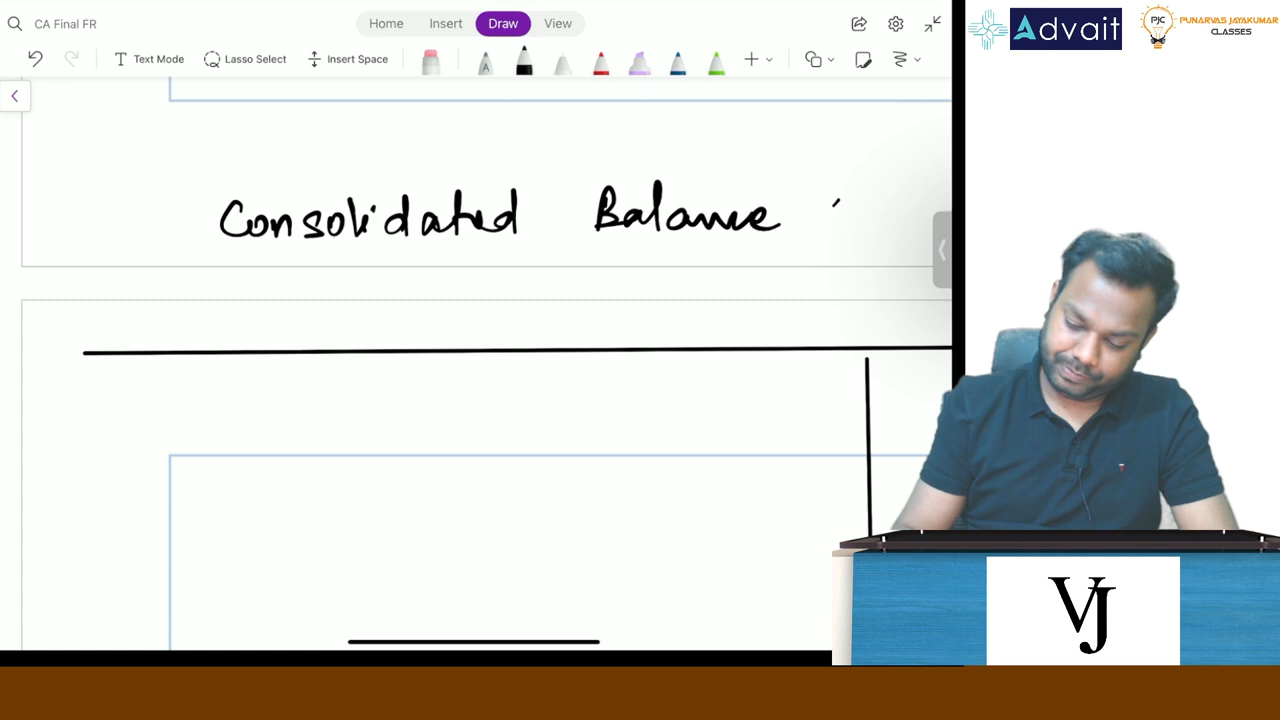 CA Final FR
Home Insert Draw View
Text Mode Lasso Select Insert Space
Consolidated Balance
Advait
PJC PUNARVAS JAYAKUMAR
CLASSES
VJ